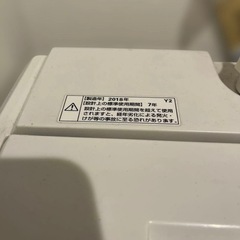 【製造年】2018年 Y2
【設計上の標準使用期間】 7年
設計上の標準使用期間を超えて使用
されますと、経年劣化による発火・
けが等の事故に至る恐れがあります。